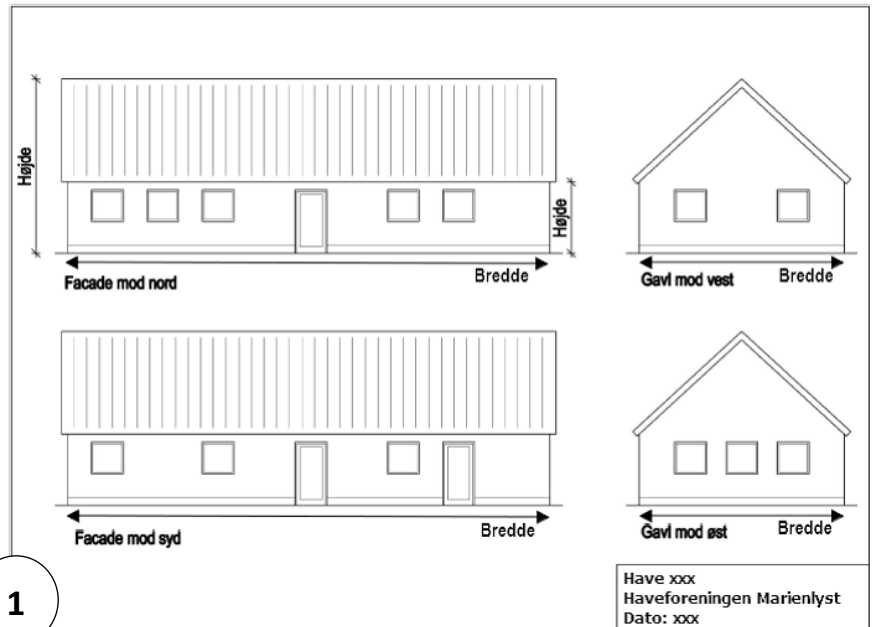 Højde
Højde
Facade mod nord
Bredde
Gavl mod vest
Bredde
Facade mod syd
Bredde
Gavl mod øst
Bredde
1
Have xxx
Haveforeningen Marienlyst
Dato: xxx